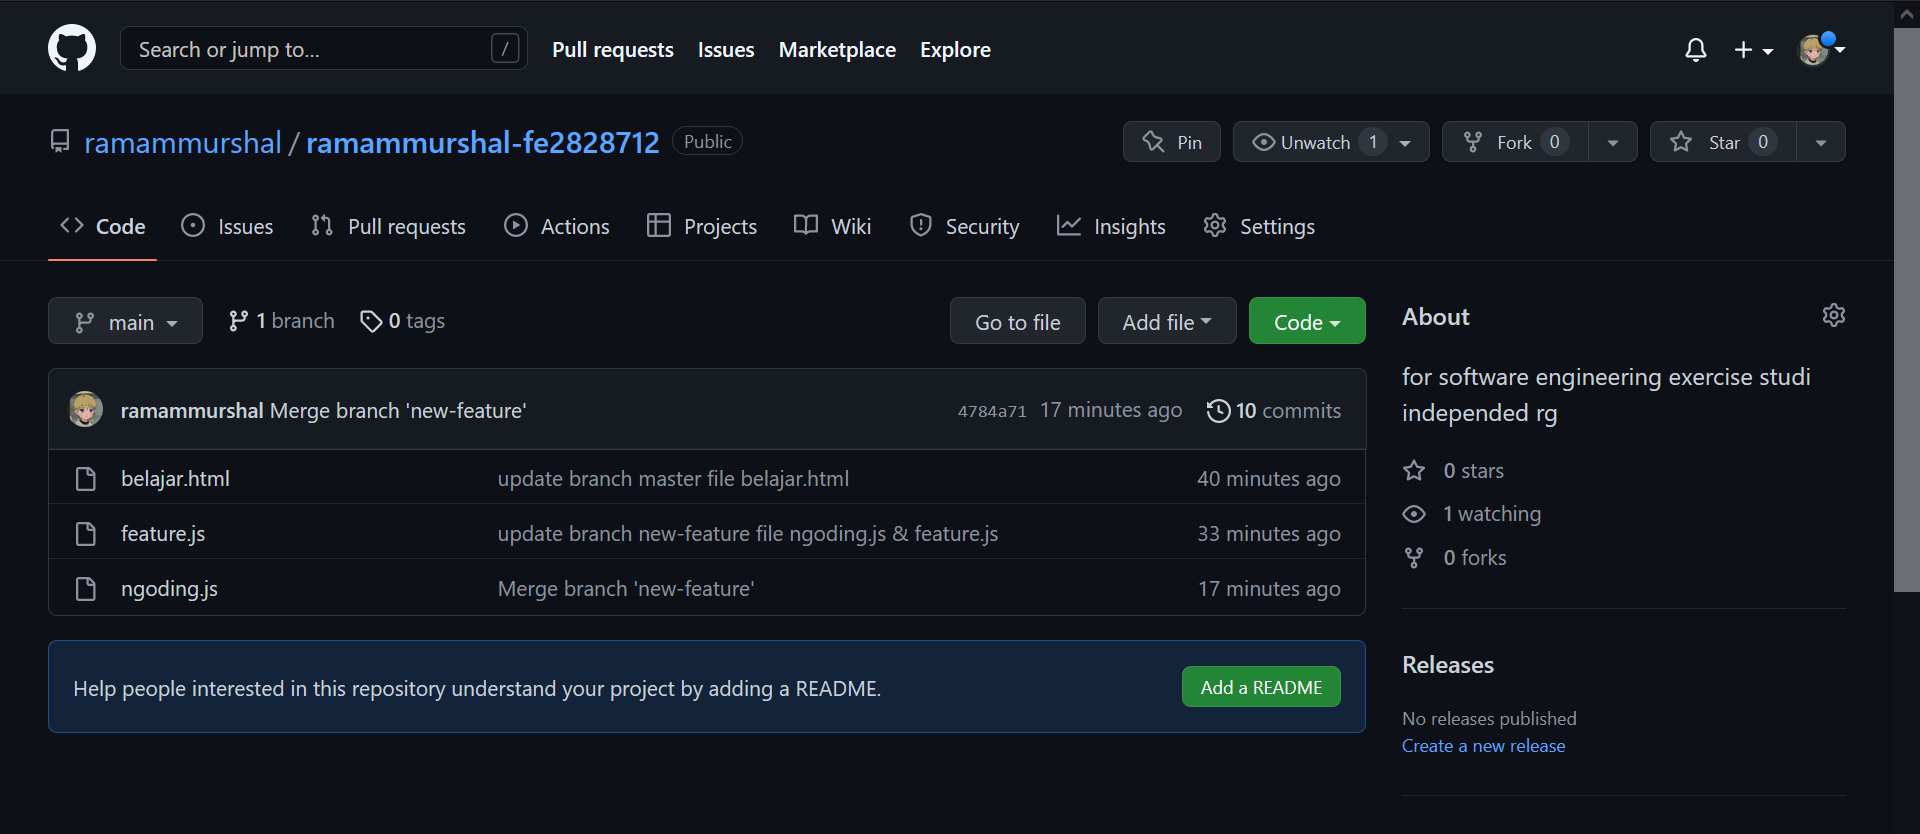 Search or jump to... / Pull requests Issues Marketplace Explore
ramammurshal / ramammurshal-fe2828712 Public Pin Unwatch 1 Fork 0 Star 0
Code Issues Pull requests Actions Projects Wiki Security Insights Settings
main 1 branch 0 tags Go to file Add file Code
ramammurshal Merge branch 'new-feature' 4784a71 17 minutes ago 10 commits
belajar.html update branch master file belajar.html 40 minutes ago
feature.js update branch new-feature file ngoding.js & feature.js 33 minutes ago
ngoding.js Merge branch 'new-feature' 17 minutes ago
Help people interested in this repository understand your project by adding a README. Add a README
About
for software engineering exercise studi
independed rg
0 stars
1 watching
0 forks
Releases
No releases published
Create a new release